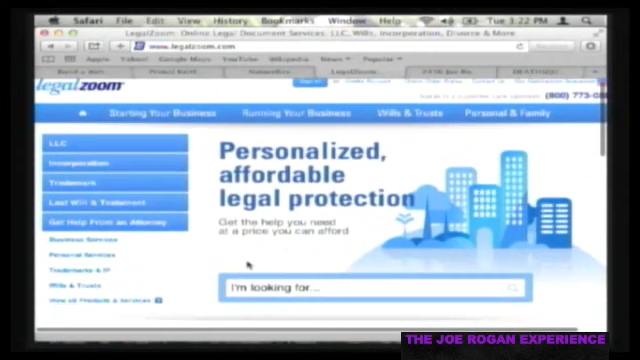 Safari File Edit View History Bookmarks Window Help Tue 3:22 PM
LegalZoom: Online Legal Document Services: LLC, Wills, Incorporation, Divorce & More
www.legalzoom.com
Apple Yahoo! Google Maps YouTube Wikipedia News Popular
legalzoom
(800) 773-0
Starting Your Business Running Your Business Wills & Trusts Personal & Family
LLC
Incorporation
Trademark
Last Will & Testament
Get Help From an Attorney
Business Services
Personal Services
Trademarks & IP
Wills & Trusts
View all Products & Services
Personalized,
affordable
legal protection
Get the help you need
at a price you can afford
I'm looking for...
THE JOE ROGAN EXPERIENCE